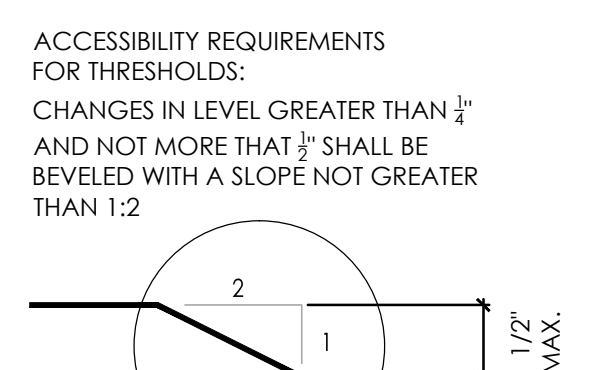 ACCESSIBILITY REQUIREMENTS
FOR THRESHOLDS:
CHANGES IN LEVEL GREATER THAN 1/4"
AND NOT MORE THAT 1/2" SHALL BE
BEVELED WITH A SLOPE NOT GREATER
THAN 1:2
2
1
1/2"
MAX.